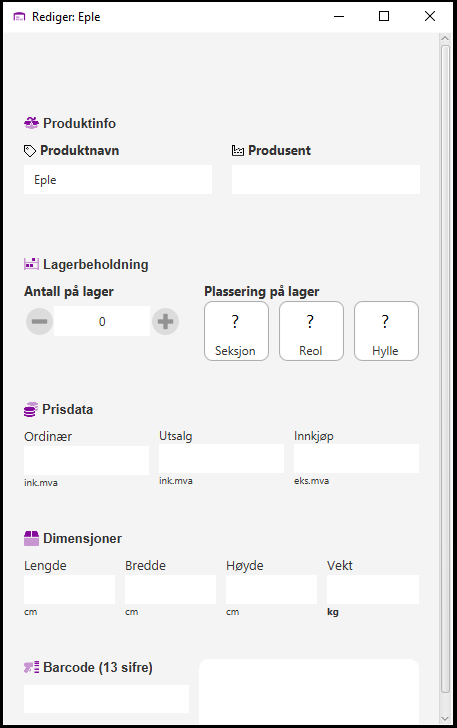 Rediger: Eple
Produktinfo
Produktnavn Produsent
Eple
Lagerbeholdning
Antall på lager Plassering på lager
0 ? ? ?
Seksjon Reol Hylle
Prisdata
Ordinær Utsalg Innkjøp
ink.mva ink.mva eks.mva
Dimensjoner
Lengde Bredde Høyde Vekt
cm cm cm kg
Barcode (13 sifre)